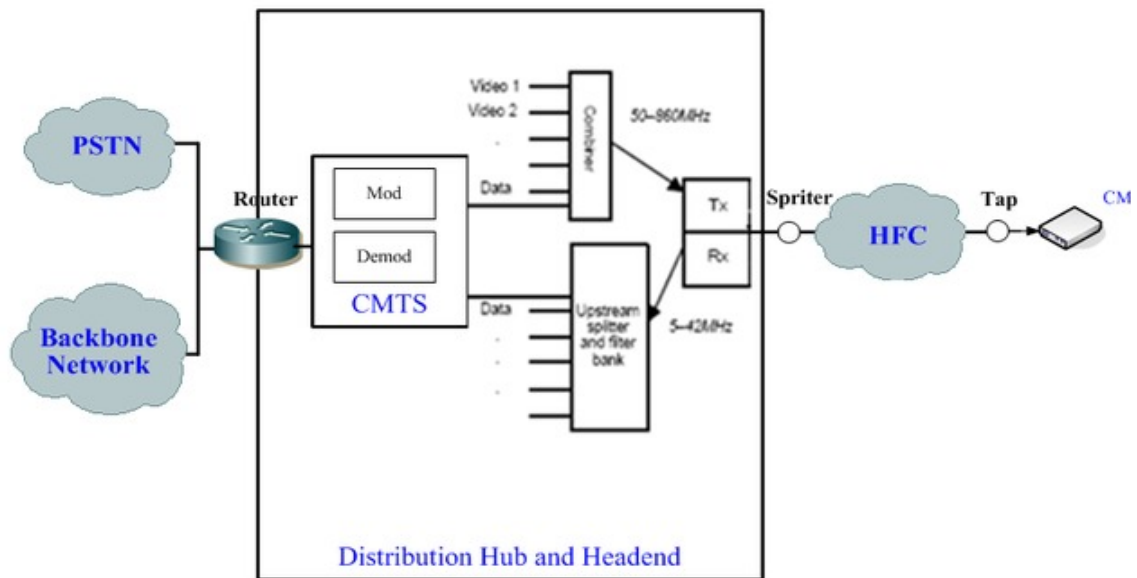 PSTN
Backbone
Network
Router
Mod
Demod
CMTS
Video 1
Video 2
Data
Combiner
50–860MHz
Tx
Rx
Data
Upstream
splitter
and filter
bank
5–42MHz
Spriter
HFC
Tap
CM
Distribution Hub and Headend